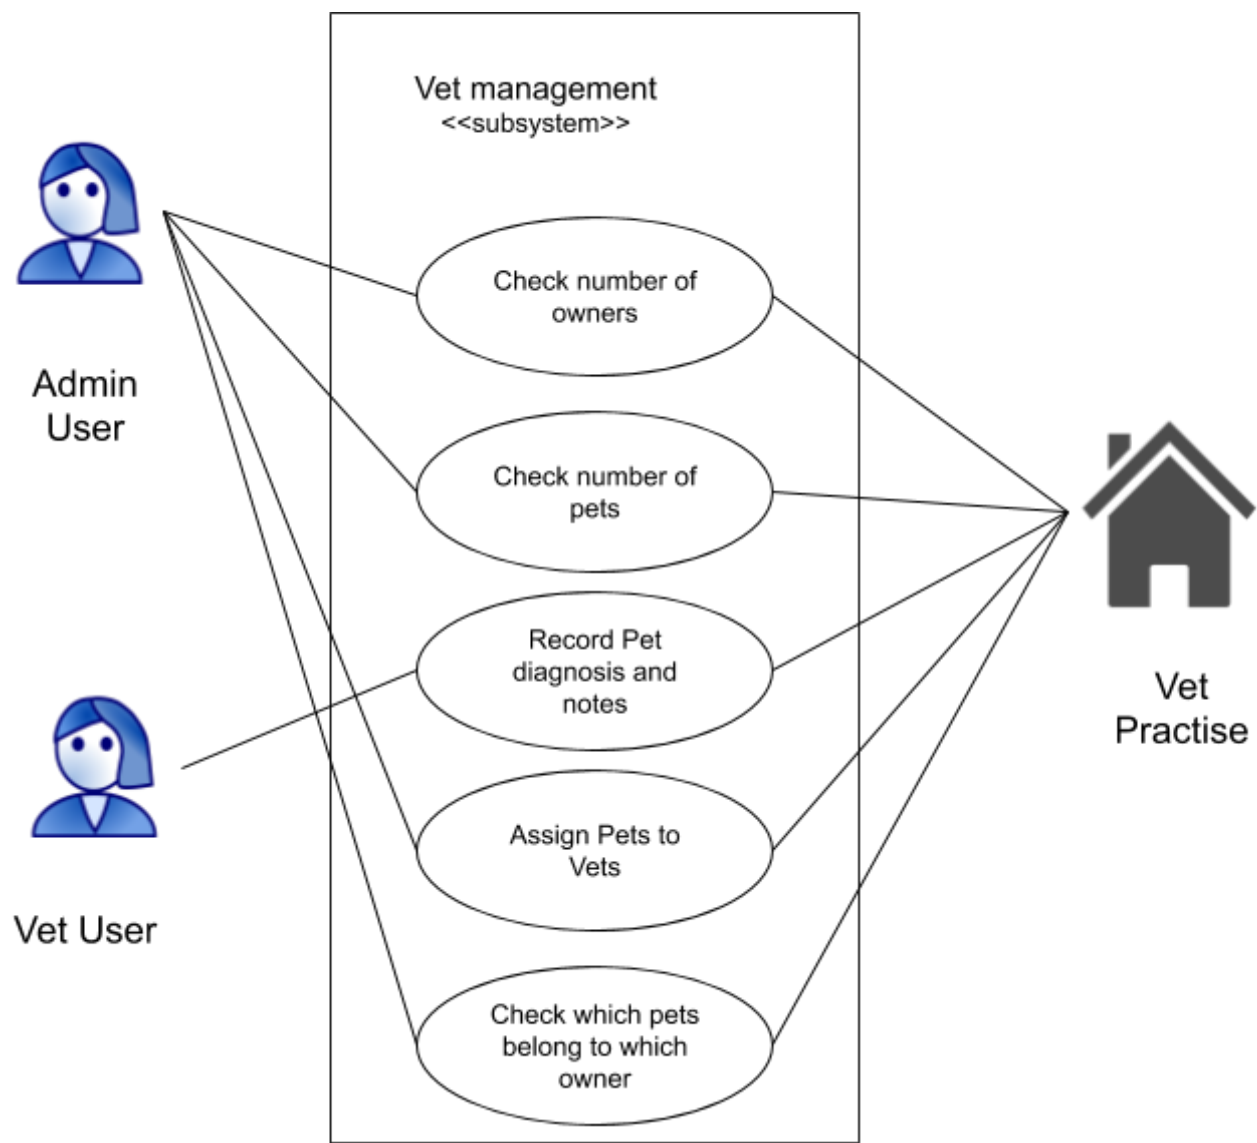 Vet management
<<subsystem>>
Admin
User
Check number of
owners
Check number of
pets
Record Pet
diagnosis and
notes
Vet
Practise
Assign Pets to
Vets
Vet User
Check which pets
belong to which
owner